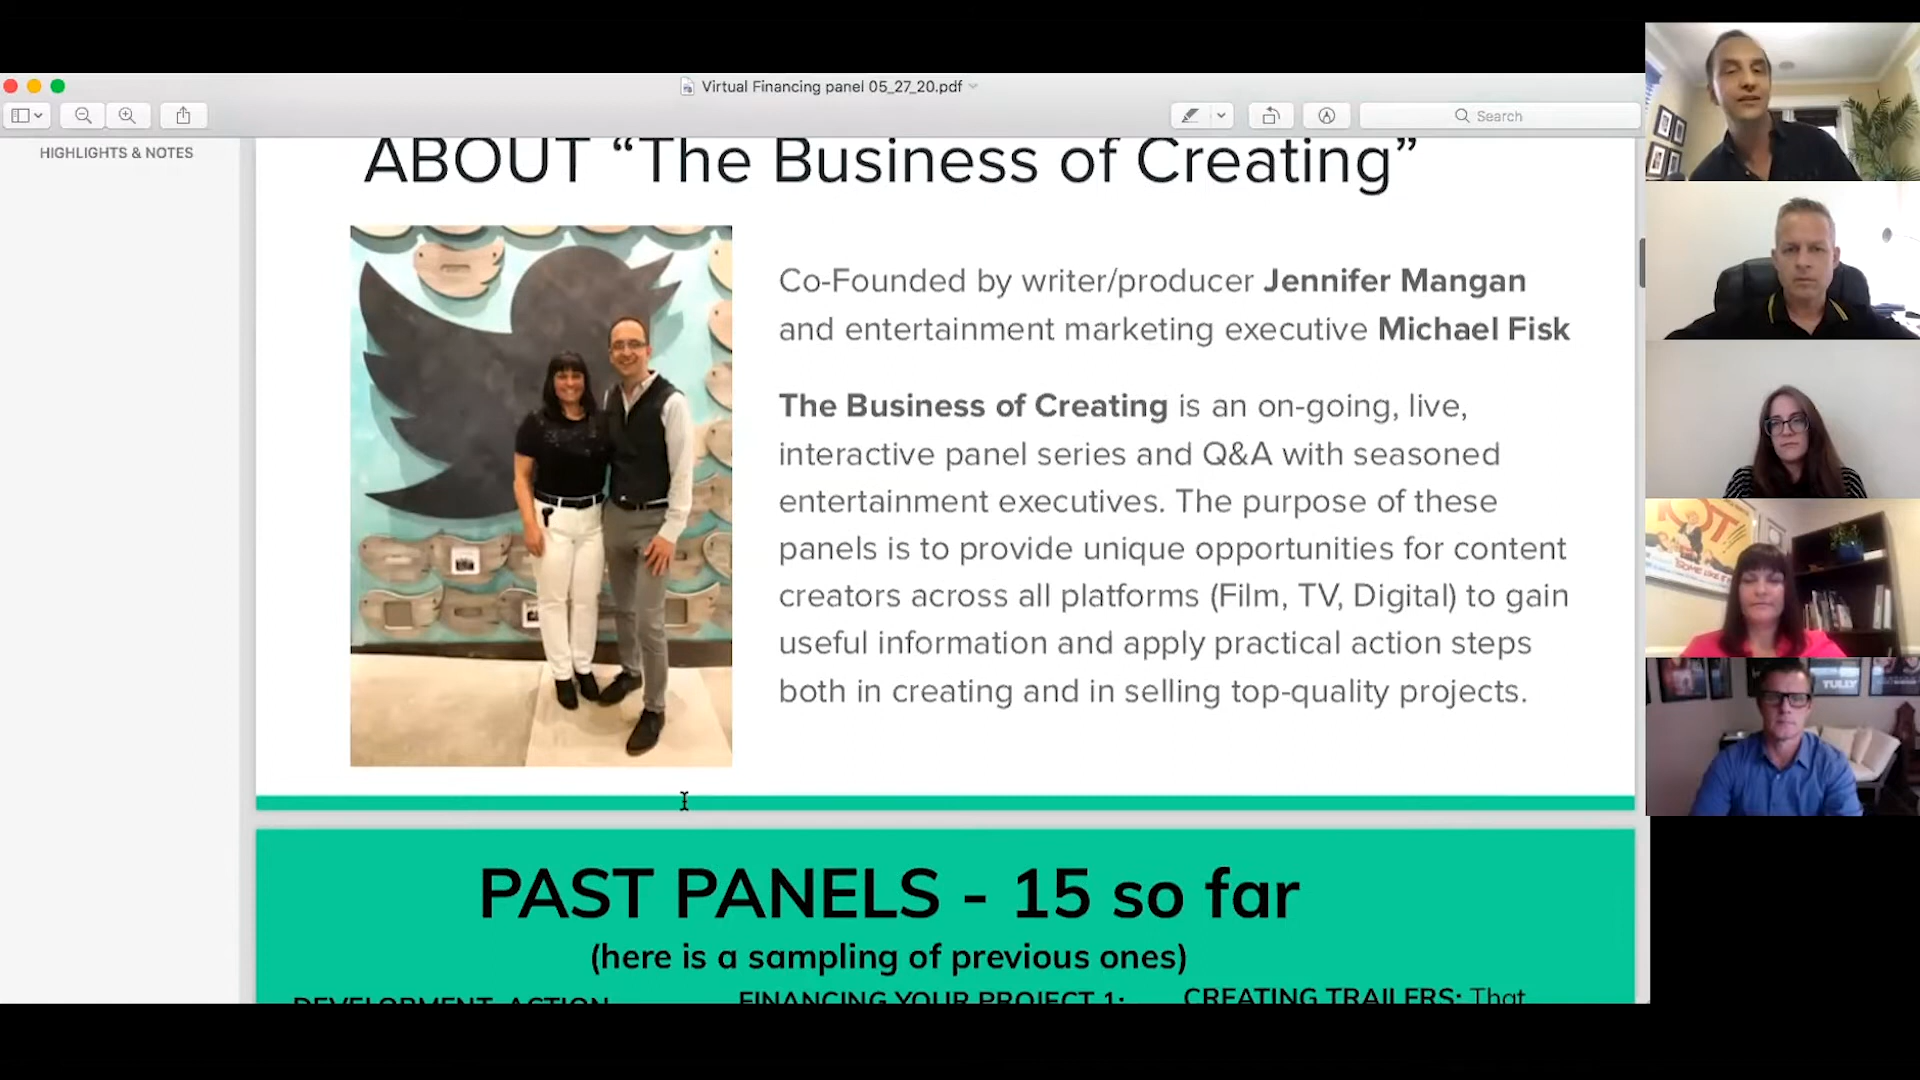 Virtual Financing panel 05_27_20.pdf
Search
HIGHLIGHTS & NOTES
ABOUT “The Business of Creating”
Co-Founded by writer/producer Jennifer Mangan
and entertainment marketing executive Michael Fisk
The Business of Creating is an on-going, live,
interactive panel series and Q&A with seasoned
entertainment executives. The purpose of these
panels is to provide unique opportunities for content
creators across all platforms (Film, TV, Digital) to gain
useful information and apply practical action steps
both in creating and in selling top-quality projects.
PAST PANELS - 15 so far
(here is a sampling of previous ones)
DEVELOPMENT, ACTION
FINANCING YOUR PROJECT 1:
CREATING TRAILERS: That
HOT
SOME LIKE IT
TULLY